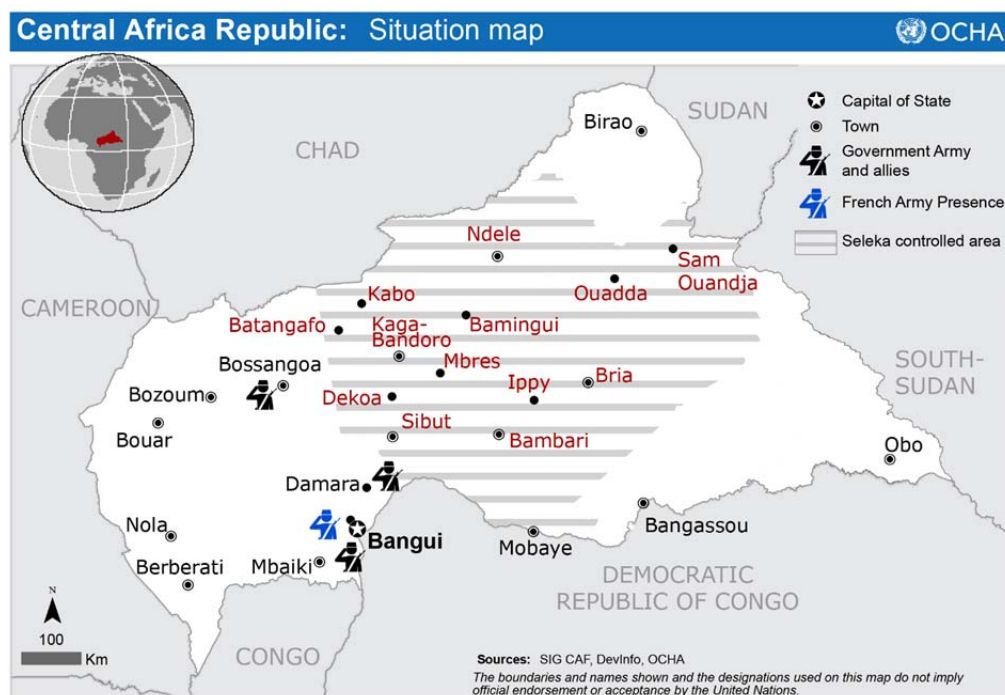 Central Africa Republic: Situation map
OCHA
SUDAN
CHAD
Birao
Capital of State
Town
Government Army
and allies
French Army Presence
Seleka controlled area
Ndele
Sam
Ouandja
Ouadda
CAMEROON
Kabo
Batangafo
Kaga-
Bandoro
Bamingui
Mbres
Bossangoa
Bria
Ippy
SOUTH-
SUDAN
Bozoum
Dekoa
Bouar
Sibut
Bambari
Obo
Damara
Nola
Bangui
Bangassou
Mobaye
Berberati
Mbaiki
DEMOCRATIC
REPUBLIC OF CONGO
N
100
Km
CONGO
Sources: SIG CAF, DevInfo, OCHA
The boundaries and names shown and the designations used on this map do not imply
official endorsement or acceptance by the United Nations.